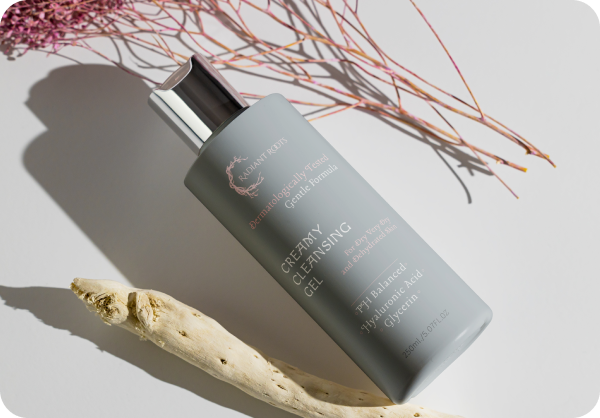 RADIANT ROOTS
Dermatologically Tested
Gentle Formula
CREAMY
CLEANSING
GEL
for Dry, Very Dry
and Dehydrated Skin
·PH Balanced·
·Hyaluronic Acid·
Glycerin·